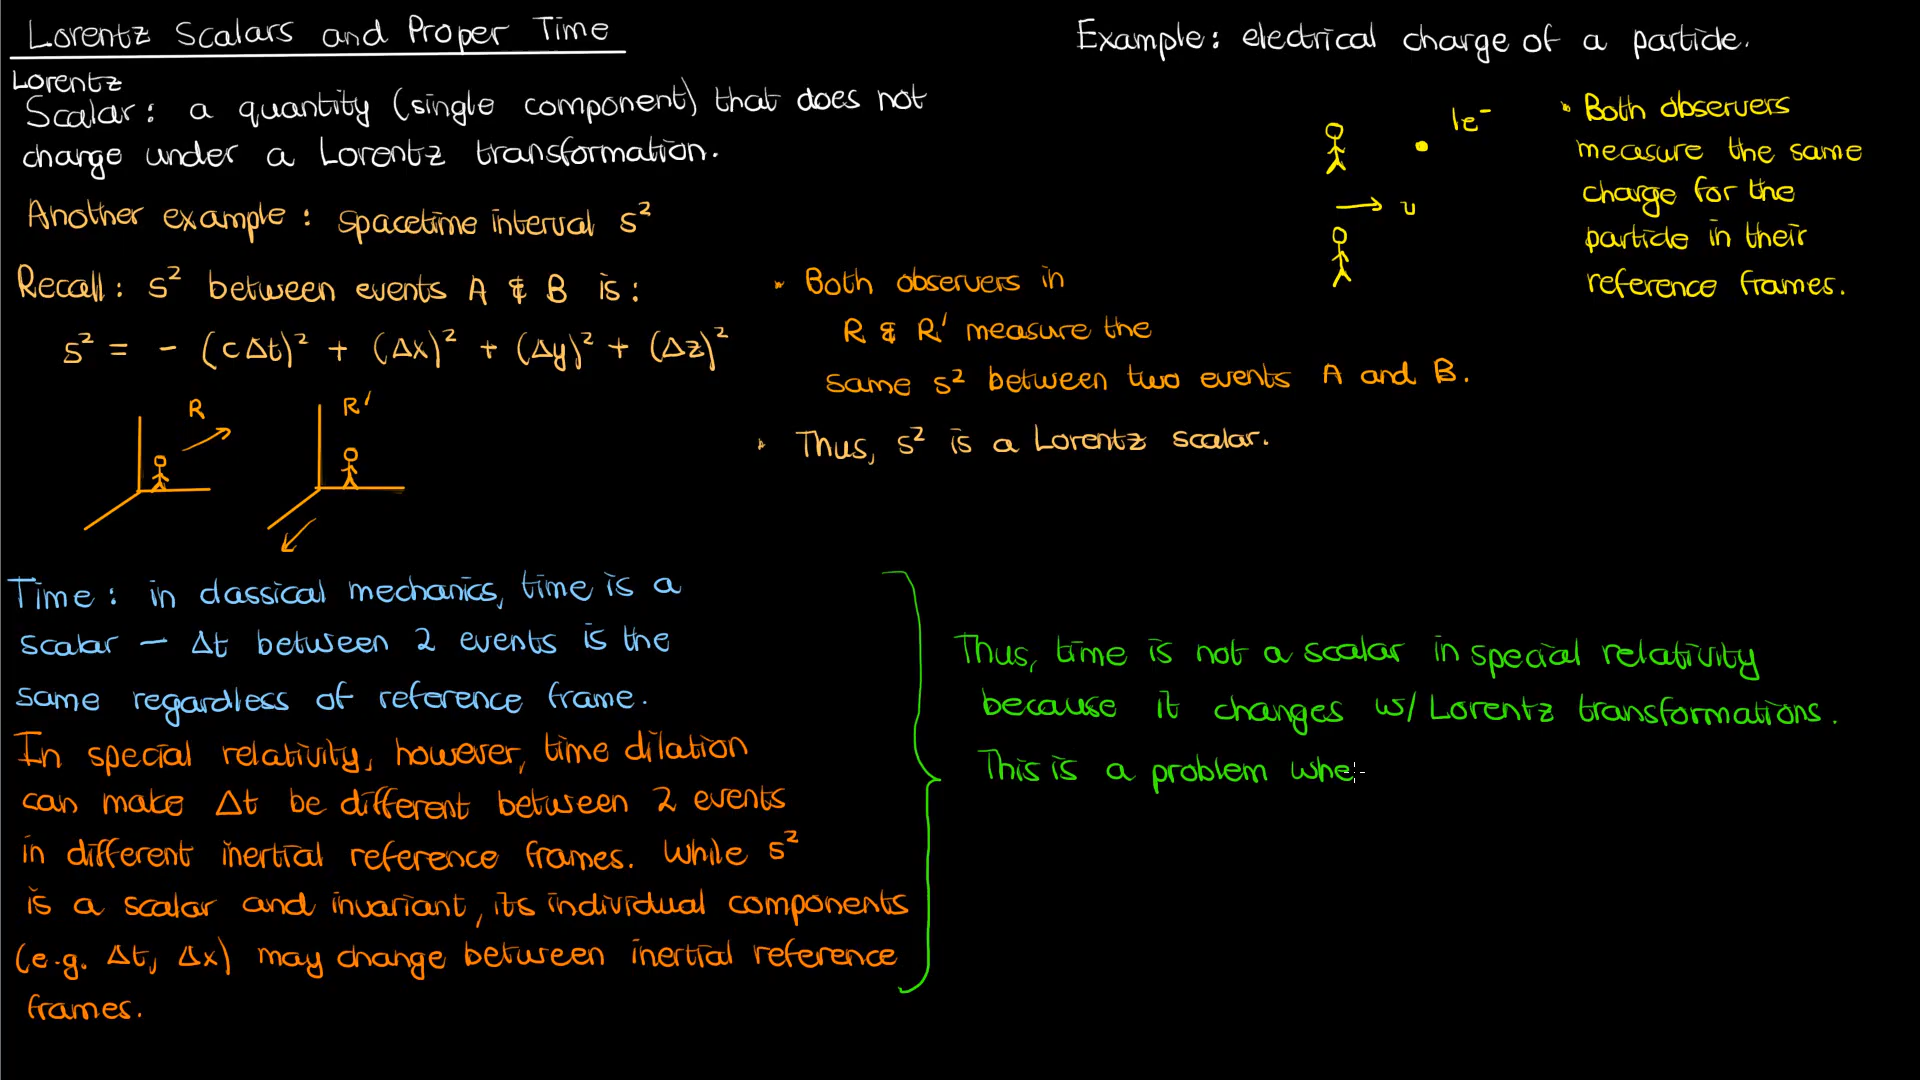 Lorentz Scalars and Proper Time
Lorentz
Scalar: a quantity (single component) that does not
change under a Lorentz transformation.
Another example: spacetime interval s²
Recall: s² between events A & B is:
s² = - (cΔt)² + (Δx)² + (Δy)² + (Δz)²
R
R'
Example: electrical charge of a particle.
1e⁻
u
• Both observers
measure the same
charge for the
particle in their
reference frames.
• Both observers in
R & R' measure the
same s² between two events A and B.
• Thus, s² is a Lorentz scalar.
Time: in classical mechanics, time is a
scalar – Δt between 2 events is the
same regardless of reference frame.
In special relativity, however, time dilation
can make Δt be different between 2 events
in different inertial reference frames. While s²
is a scalar and invariant, its individual components
(e.g. Δt, Δx) may change between inertial reference
frames.
Thus, time is not a scalar in special relativity
because it changes w/ Lorentz transformations.
This is a problem whe